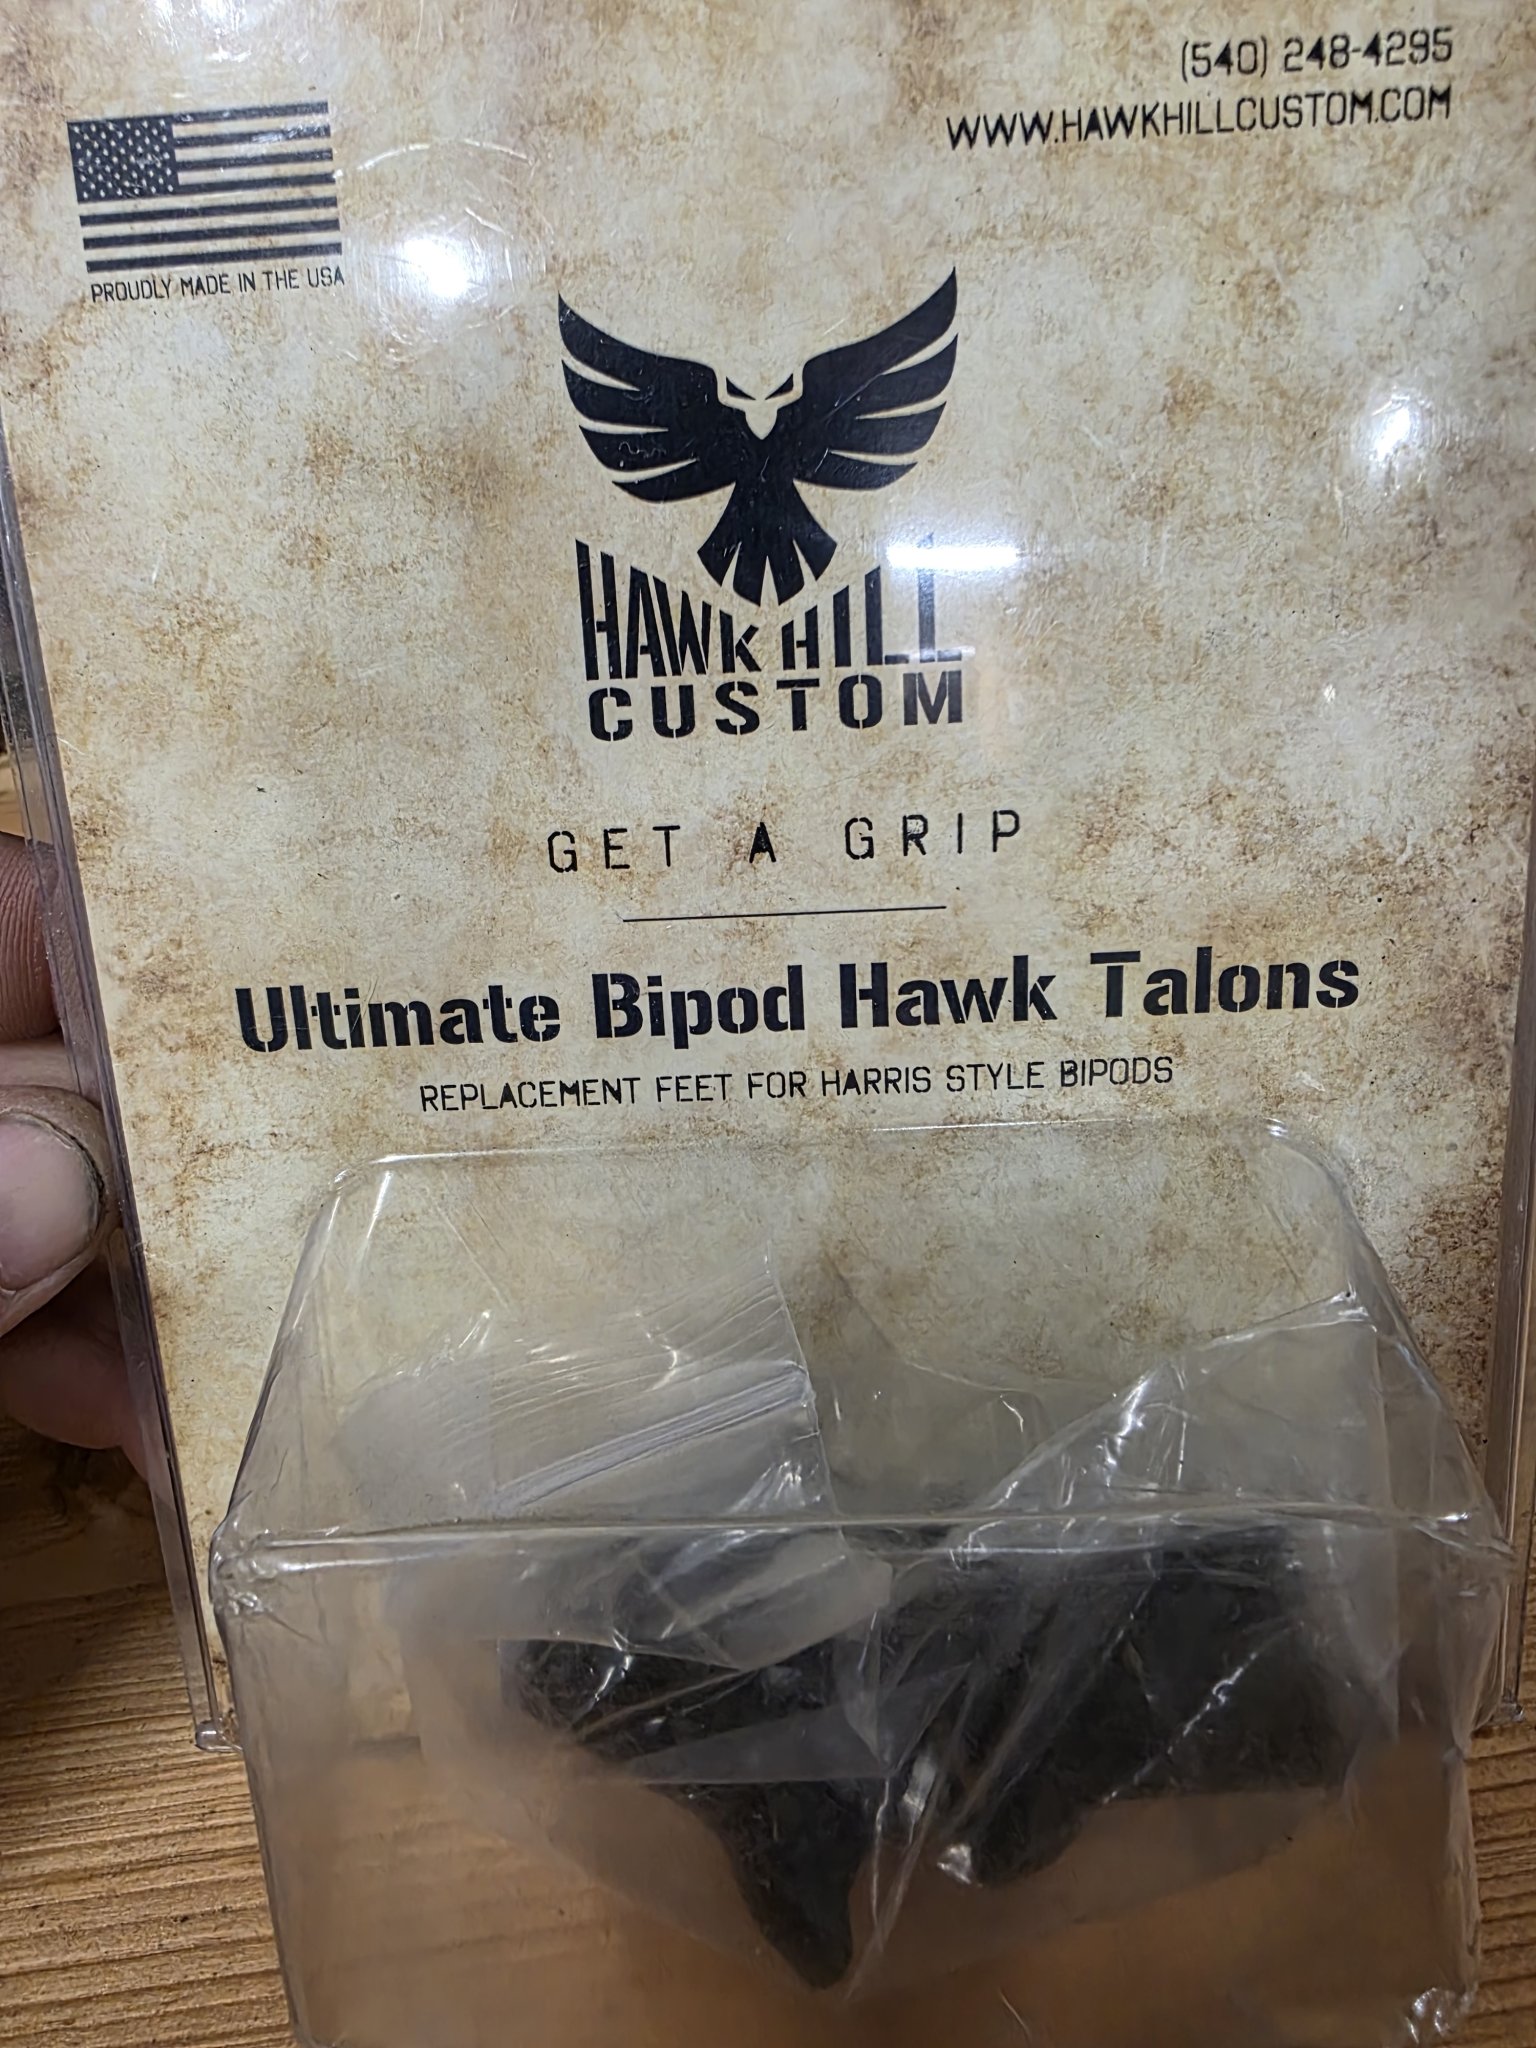 (540) 248-4295
WWW.HAWKHILLCUSTOM.COM
PROUDLY MADE IN THE USA
HAWK HILL
CUSTOM
GET A GRIP
Ultimate Bipod Hawk Talons
REPLACEMENT FEET FOR HARRIS STYLE BIPODS